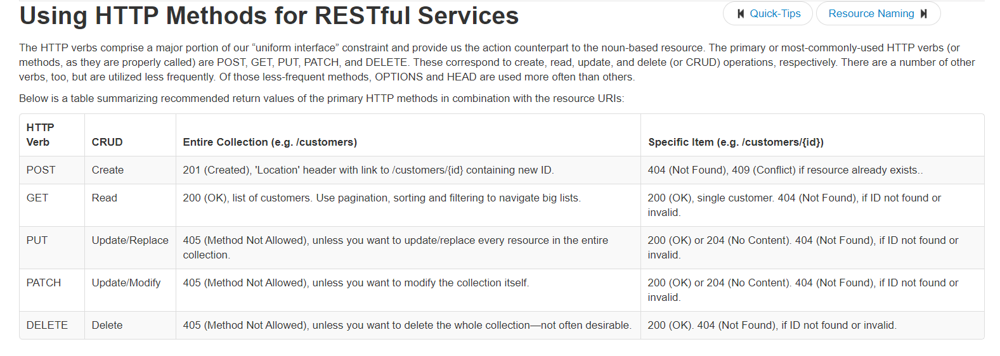 Using HTTP Methods for RESTful Services
Quick-Tips
Resource Naming
The HTTP verbs comprise a major portion of our “uniform interface” constraint and provide us the action counterpart to the noun-based resource. The primary or most-commonly-used HTTP verbs (or
methods, as they are properly called) are POST, GET, PUT, PATCH, and DELETE. These correspond to create, read, update, and delete (or CRUD) operations, respectively. There are a number of other
verbs, too, but are utilized less frequently. Of those less-frequent methods, OPTIONS and HEAD are used more often than others.
Below is a table summarizing recommended return values of the primary HTTP methods in combination with the resource URIs:
HTTP
Verb
CRUD
Entire Collection (e.g. /customers)
Specific Item (e.g. /customers/{id})
POST
Create
201 (Created), 'Location' header with link to /customers/{id} containing new ID.
404 (Not Found), 409 (Conflict) if resource already exists..
GET
Read
200 (OK), list of customers. Use pagination, sorting and filtering to navigate big lists.
200 (OK), single customer. 404 (Not Found), if ID not found or
invalid.
PUT
Update/Replace
405 (Method Not Allowed), unless you want to update/replace every resource in the entire
collection.
200 (OK) or 204 (No Content). 404 (Not Found), if ID not found or
invalid.
PATCH
Update/Modify
405 (Method Not Allowed), unless you want to modify the collection itself.
200 (OK) or 204 (No Content). 404 (Not Found), if ID not found or
invalid.
DELETE
Delete
405 (Method Not Allowed), unless you want to delete the whole collection—not often desirable.
200 (OK). 404 (Not Found), if ID not found or invalid.